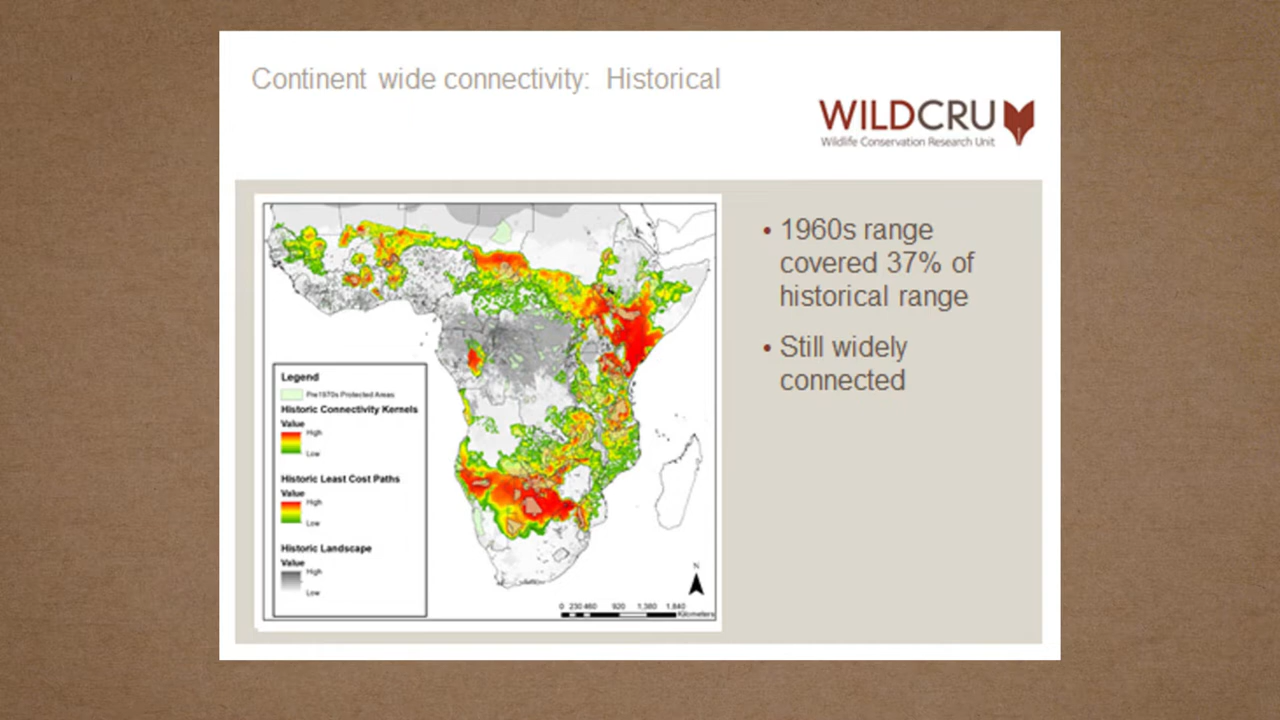 Continent wide connectivity: Historical
WILDCRU
Wildlife Conservation Research Unit
• 1960s range
covered 37% of
historical range
• Still widely
connected
Legend
Pre1970s Protected Areas
Historic Connectivity Kernels
Value
High
Low
Historic Least Cost Paths
Value
High
Low
Historic Landscape
Value
High
Low
N
0 230 460 920 1,380 1,840
Kilometers